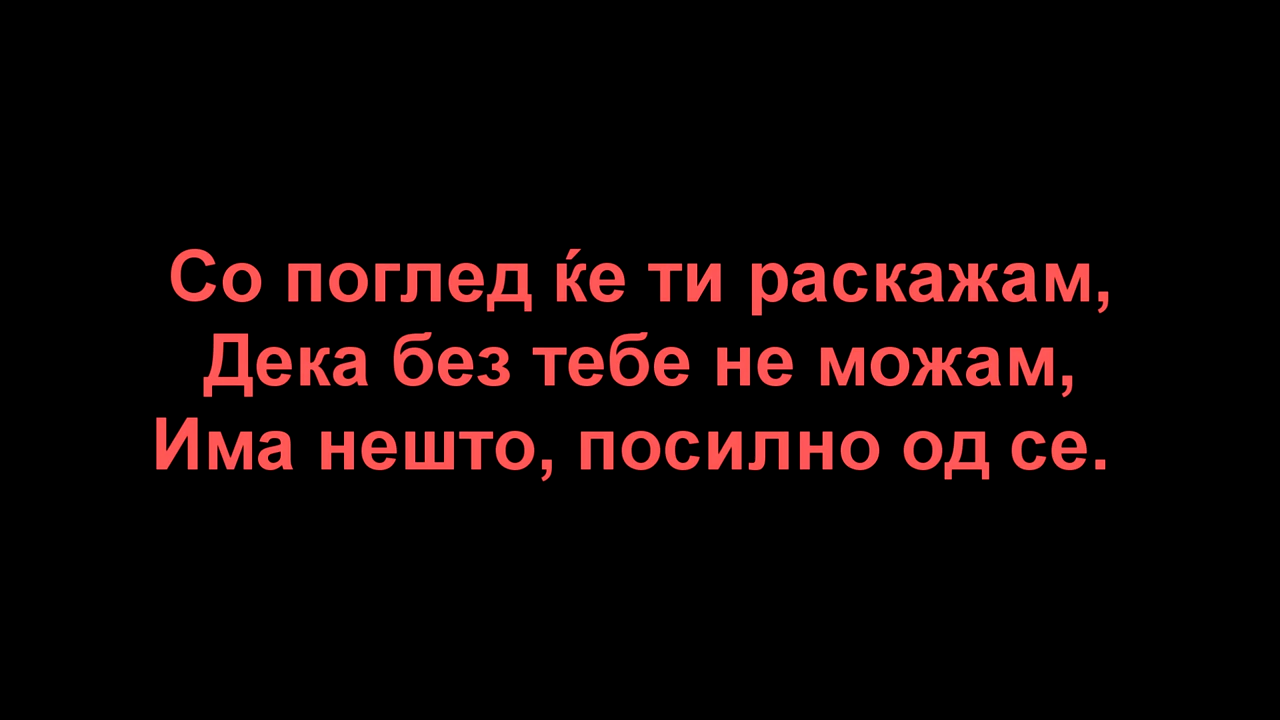 Со поглед ќе ти раскажам,
Дека без тебе не можам,
Има нешто, посилно од се.